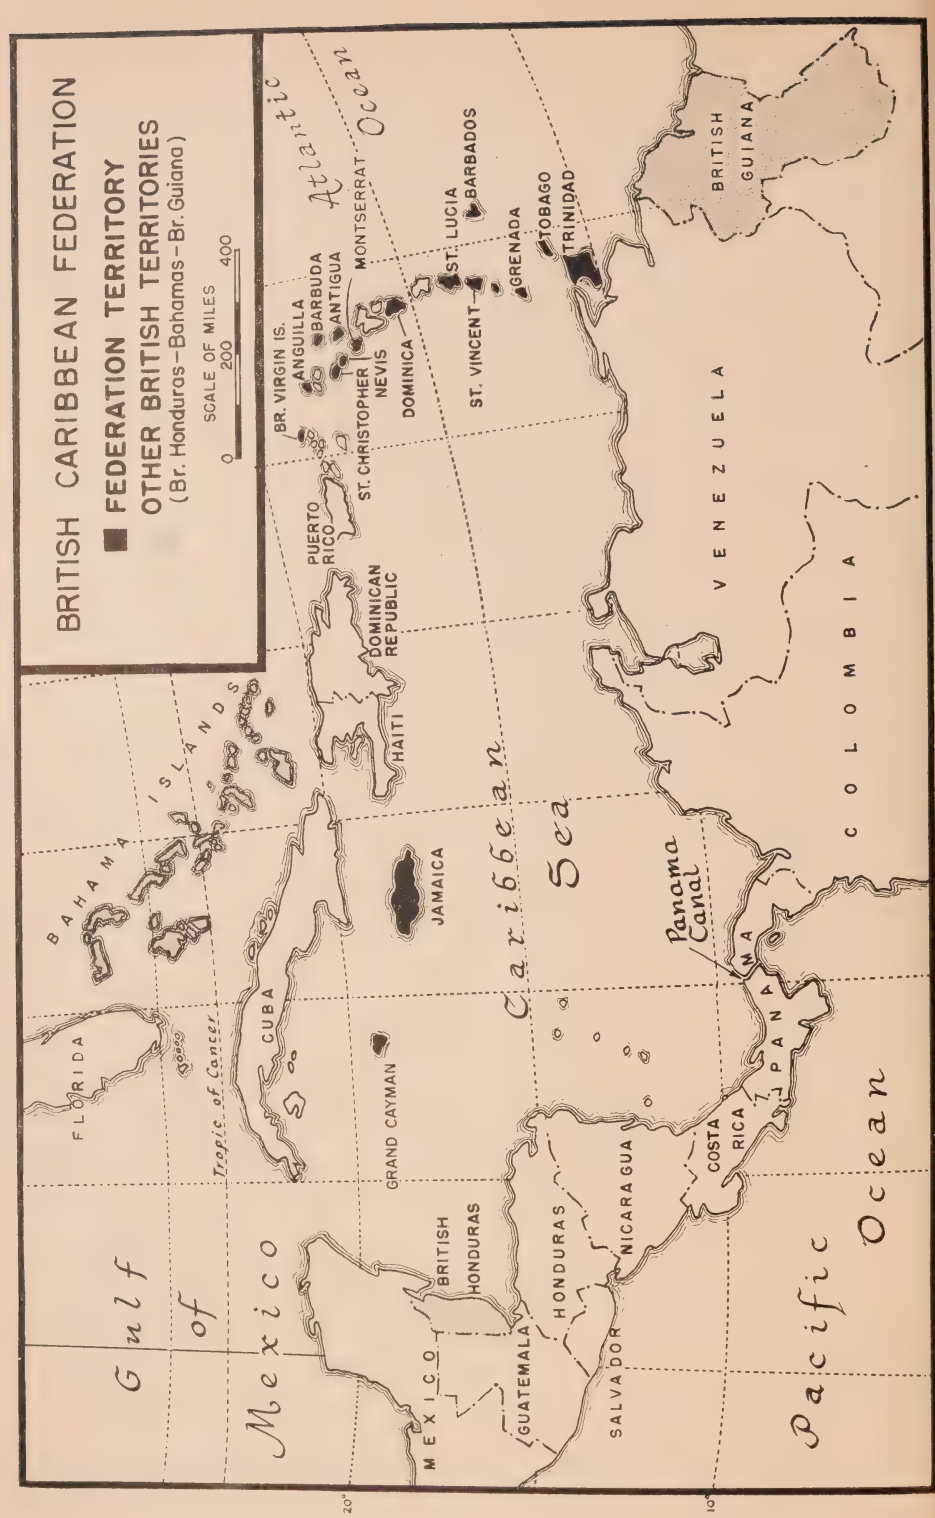 BRITISH CARIBBEAN FEDERATION
FEDERATION TERRITORY
OTHER BRITISH TERRITORIES
(Br. Honduras–Bahamas–Br. Guiana)
SCALE OF MILES
0 200 400
Gulf
of
Mexico
FLORIDA
BAHAMA ISLANDS
Atlantic
Ocean
Tropic of Cancer
CUBA
GRAND CAYMAN
JAMAICA
HAITI
DOMINICAN
REPUBLIC
PUERTO
RICO
BR. VIRGIN IS.
ANGUILLA
BARBUDA
ANTIGUA
MONTSERRAT
ST. CHRISTOPHER
NEVIS
DOMINICA
ST. LUCIA
BARBADOS
ST. VINCENT
GRENADA
TOBAGO
TRINIDAD
Caribbean
Sea
MEXICO
BRITISH
HONDURAS
GUATEMALA
HONDURAS
SALVADOR
NICARAGUA
COSTA
RICA
PANAMA
Panama
Canal
COLOMBIA
VENEZUELA
BRITISH
GUIANA
Pacific
Ocean
20°
10°